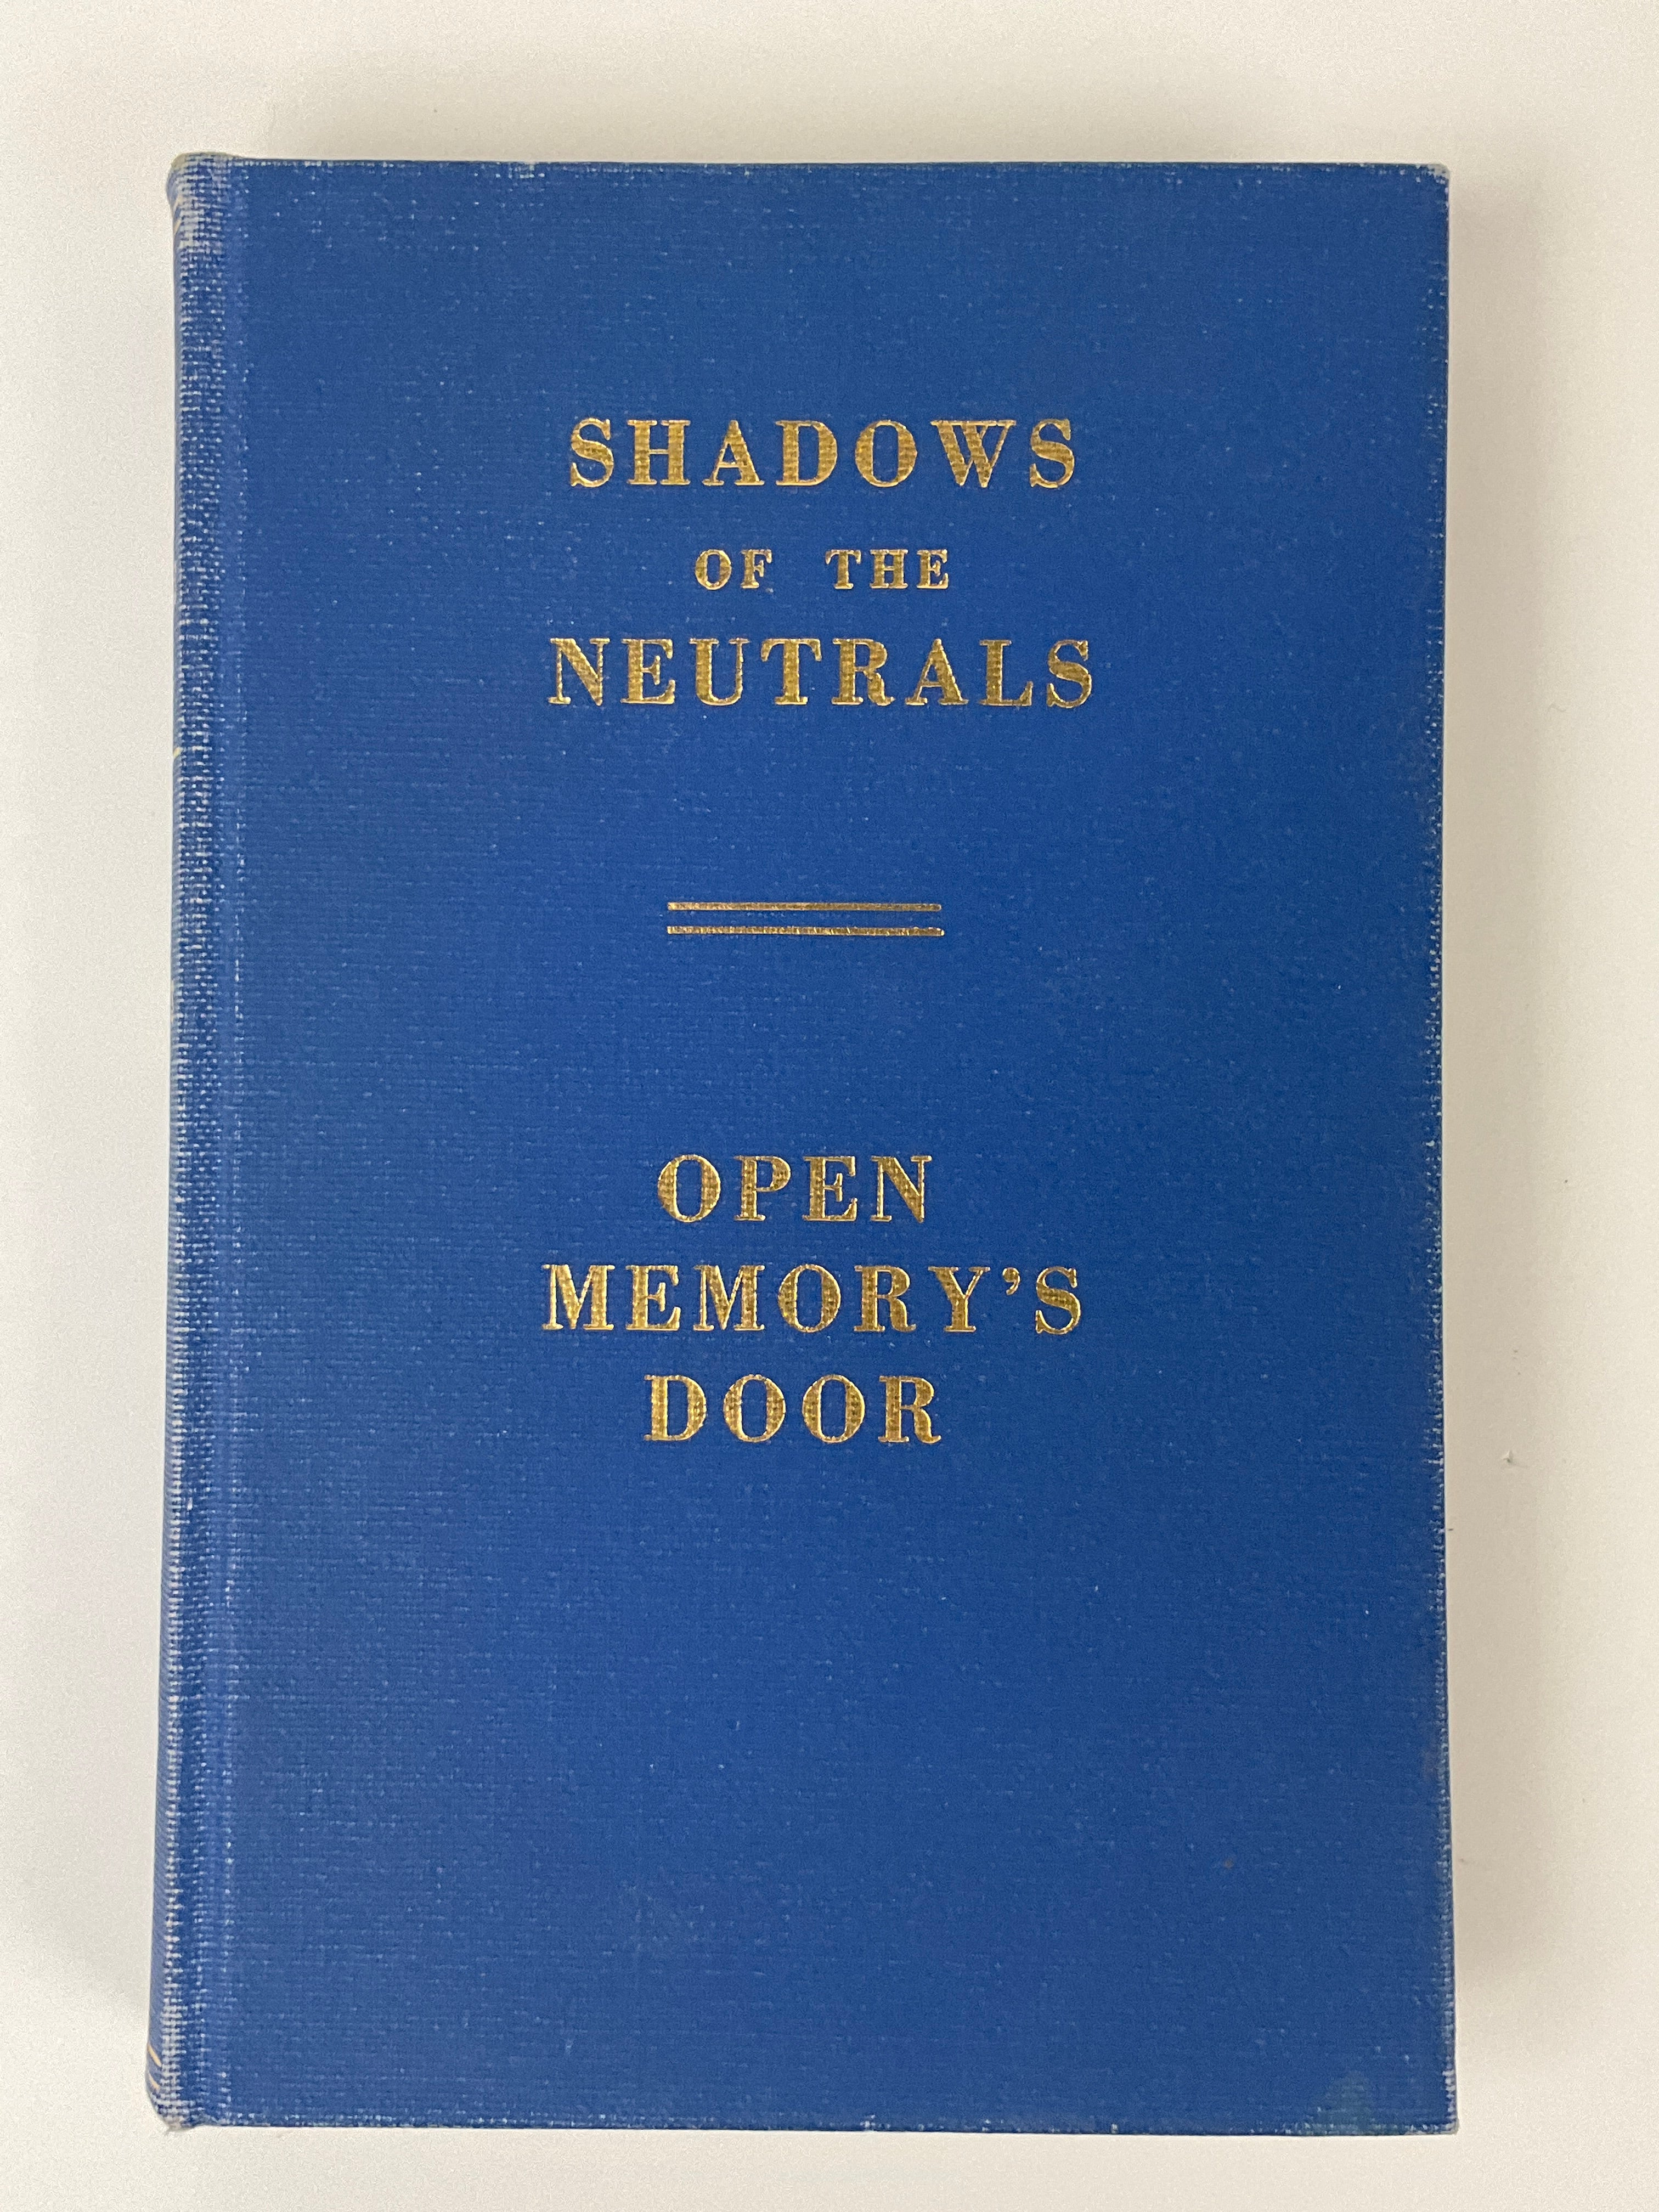 SHADOWS
OF THE
NEUTRALS
OPEN
MEMORY’S
DOOR